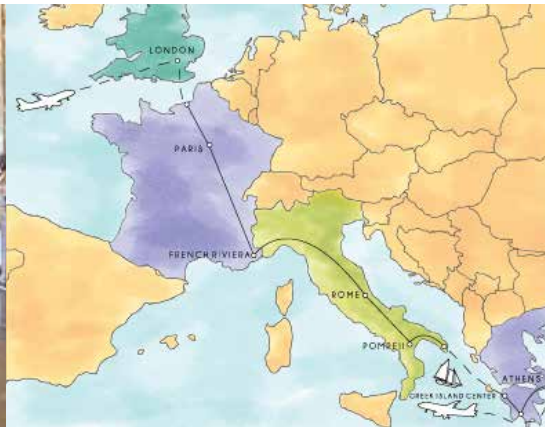 LONDON
PARIS
FRENCH RIVIERA
ROME
POMPEII
ATHENS
GREEK ISLAND CENTER